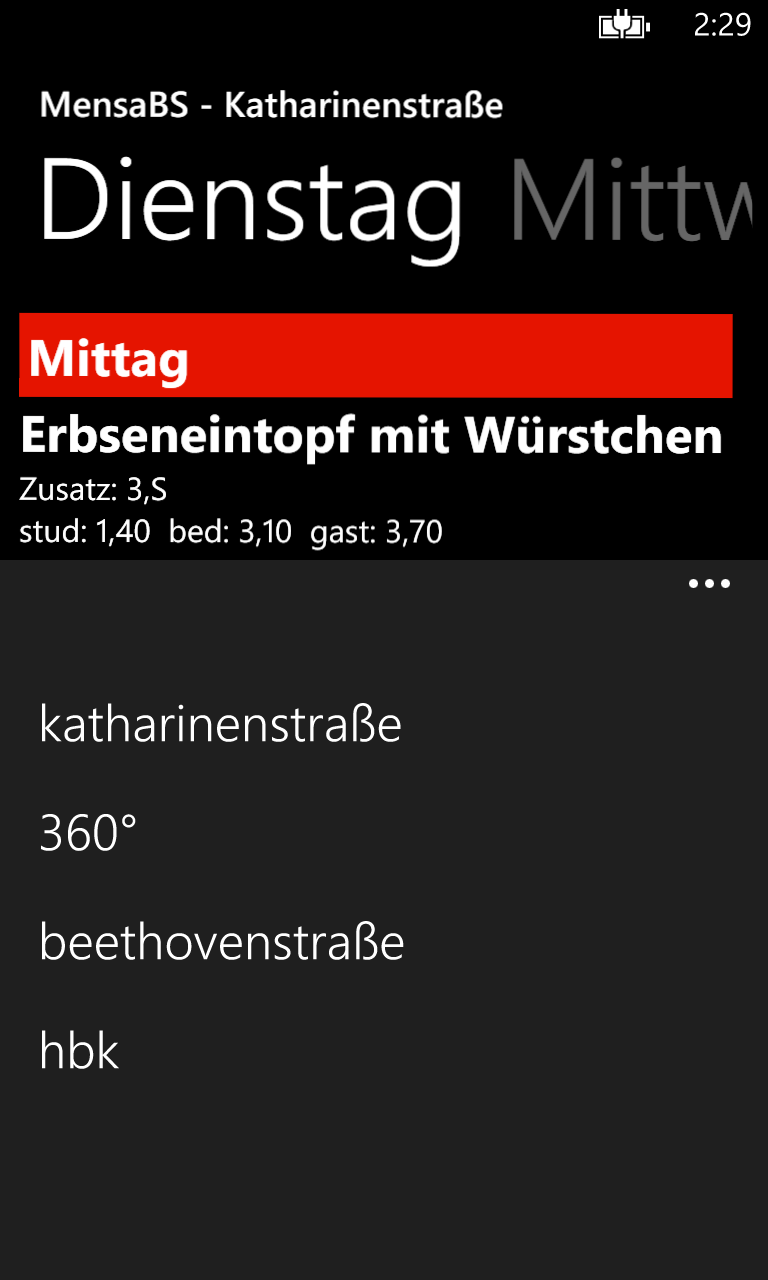 2:29
MensaBS - Katharinenstraße
Dienstag Mittw
Mittag
Erbseneintopf mit Würstchen
Zusatz: 3,S
stud: 1,40 bed: 3,10 gast: 3,70
katharinenstraße
360°
beethovenstraße
hbk